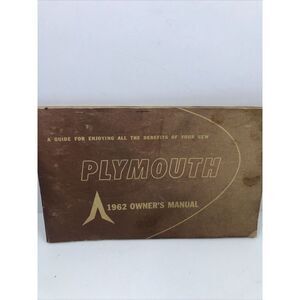 A GUIDE FOR ENJOYING ALL THE BENEFITS OF YOUR NEW
PLYMOUTH
1962 OWNER'S MANUAL